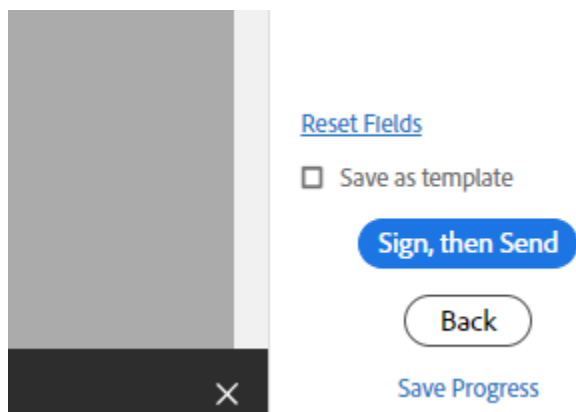 Reset Fields
Save as template
Sign, then Send
Back
Save Progress